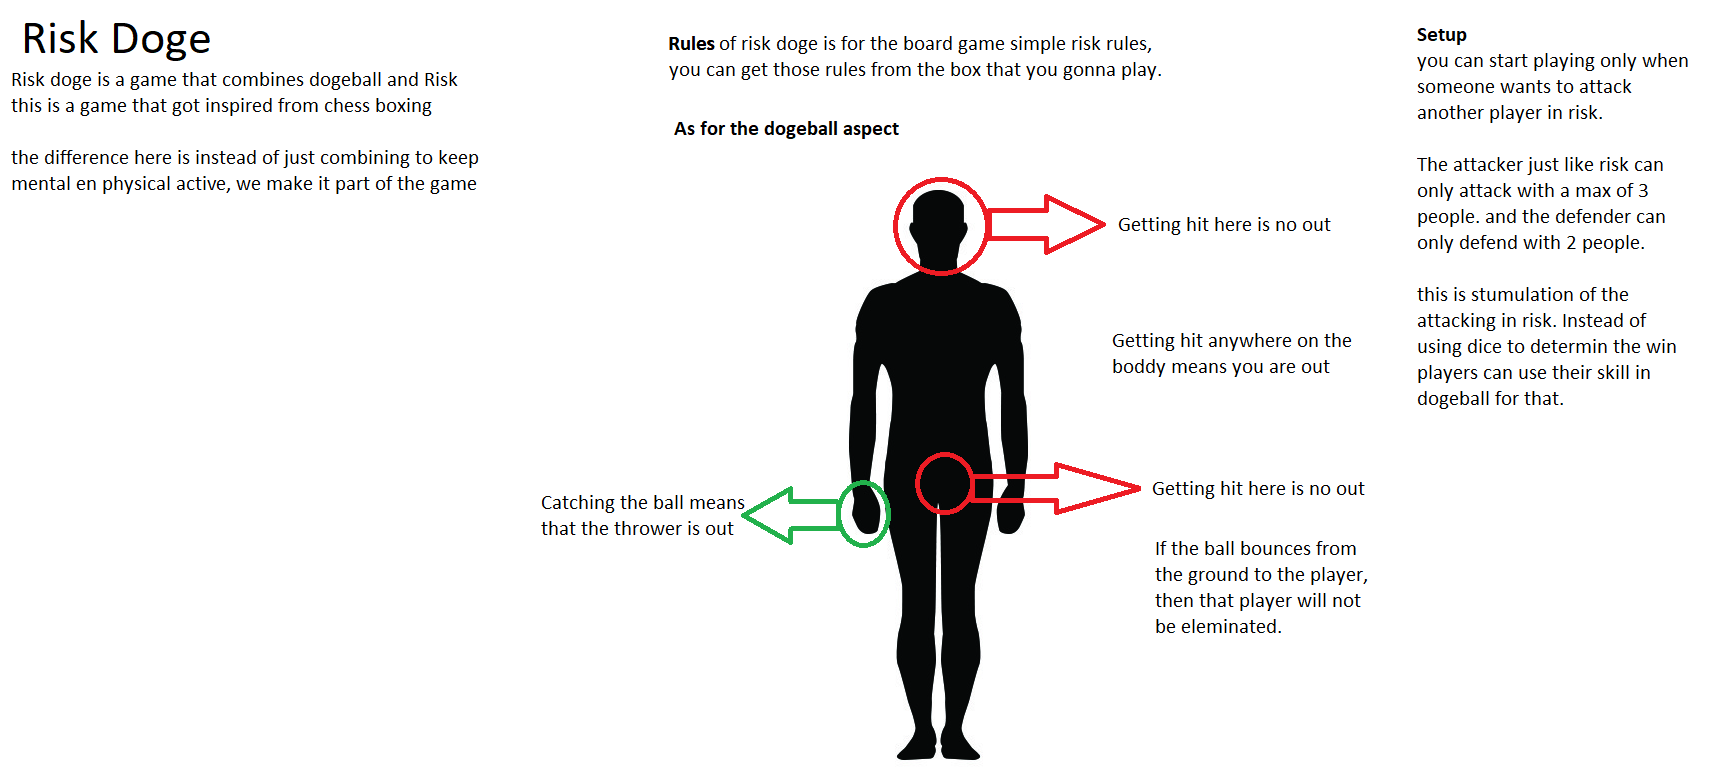 Risk Doge
Risk doge is a game that combines dogeball and Risk
this is a game that got inspired from chess boxing
the difference here is instead of just combining to keep
mental en physical active, we make it part of the game
Rules of risk doge is for the board game simple risk rules,
you can get those rules from the box that you gonna play.
As for the dogeball aspect
Getting hit here is no out
Getting hit anywhere on the
boddy means you are out
Catching the ball means
that the thrower is out
Getting hit here is no out
If the ball bounces from
the ground to the player,
then that player will not
be eleminated.
Setup
you can start playing only when
someone wants to attack
another player in risk.
The attacker just like risk can
only attack with a max of 3
people. and the defender can
only defend with 2 people.
this is stumulation of the
attacking in risk. Instead of
using dice to determin the win
players can use their skill in
dogeball for that.